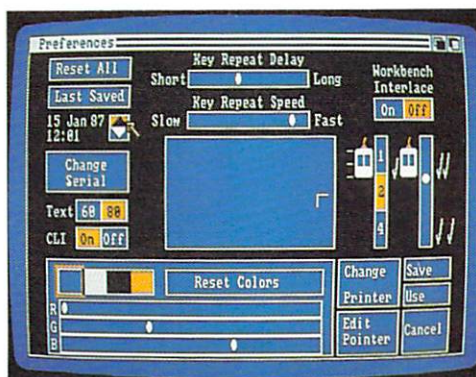 Preferences
Reset All
Key Repeat Delay
Short Long
Workbench
Interlace
Last Saved
Key Repeat Speed
On Off
15 Jan 87
12:01
Slow Fast
Change
Serial
1
2
4
Text 60 80
CLI On Off
Reset Colors
Change
Printer
Save
Use
R
G
B
Edit
Pointer
Cancel